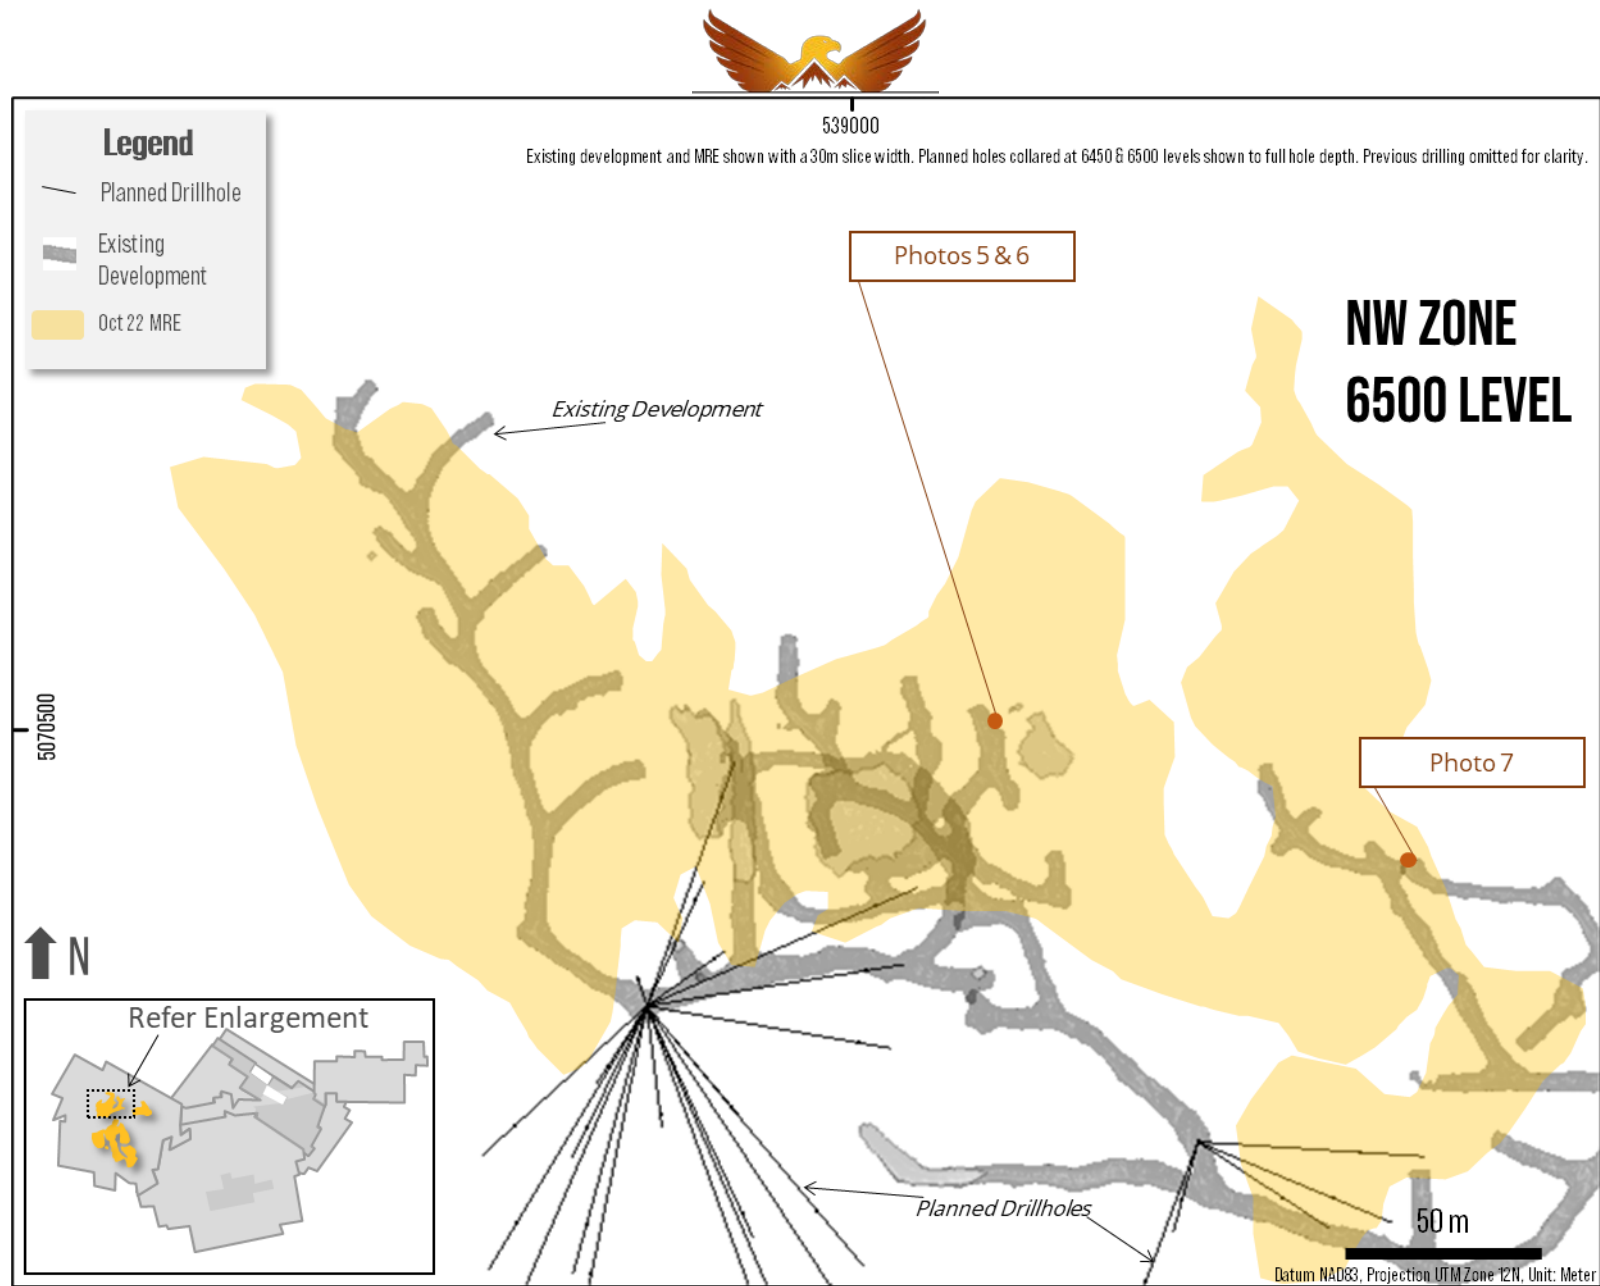 539000
Existing development and MRE shown with a 30m slice width. Planned holes collared at 6450 & 6500 levels shown to full hole depth. Previous drilling omitted for clarity.
Legend
Planned Drillhole
Existing
Development
Oct 22 MRE
Photos 5 & 6
NW ZONE
6500 LEVEL
Existing Development
5070500
Photo 7
N
Refer Enlargement
Planned Drillholes
50 m
Datum NAD83, Projection UTM Zone 12N, Unit: Meter